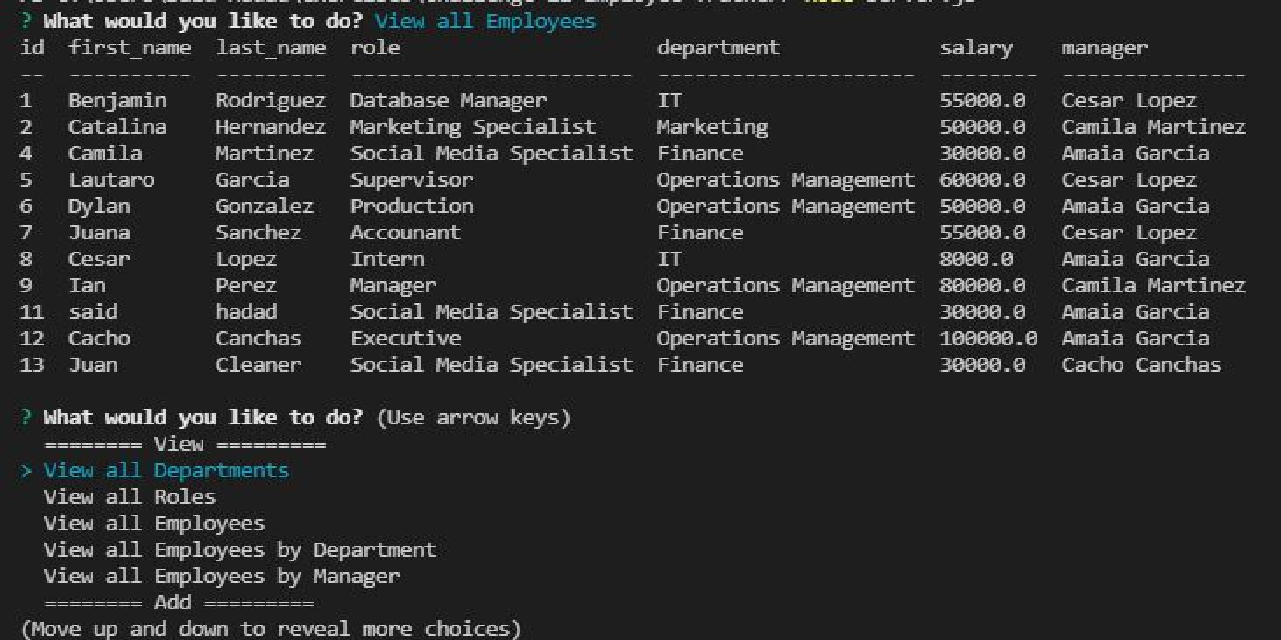 ? What would you like to do? View all Employees
id  first_name  last_name  role                     department             salary    manager
--  ----------  ---------  -----------------------  ---------------------  --------  ---------------
1   Benjamin    Rodriguez  Database Manager         IT                     55000.0   Cesar Lopez
2   Catalina    Hernandez  Marketing Specialist     Marketing              50000.0   Camila Martinez
4   Camila      Martinez   Social Media Specialist  Finance                30000.0   Amaia Garcia
5   Lautaro     Garcia     Supervisor               Operations Management  60000.0   Cesar Lopez
6   Dylan       Gonzalez   Production               Operations Management  50000.0   Amaia Garcia
7   Juana       Sanchez    Accounant                Finance                55000.0   Cesar Lopez
8   Cesar       Lopez      Intern                   IT                     8000.0    Amaia Garcia
9   Ian         Perez      Manager                  Operations Management  80000.0   Camila Martinez
11  said        hadad      Social Media Specialist  Finance                30000.0   Amaia Garcia
12  Cacho       Canchas    Executive                Operations Management  100000.0  Amaia Garcia
13  Juan        Cleaner    Social Media Specialist  Finance                30000.0   Cacho Canchas
? What would you like to do? (Use arrow keys)
  ======== View =========
> View all Departments
  View all Roles
  View all Employees
  View all Employees by Department
  View all Employees by Manager
  ======== Add =========
(Move up and down to reveal more choices)